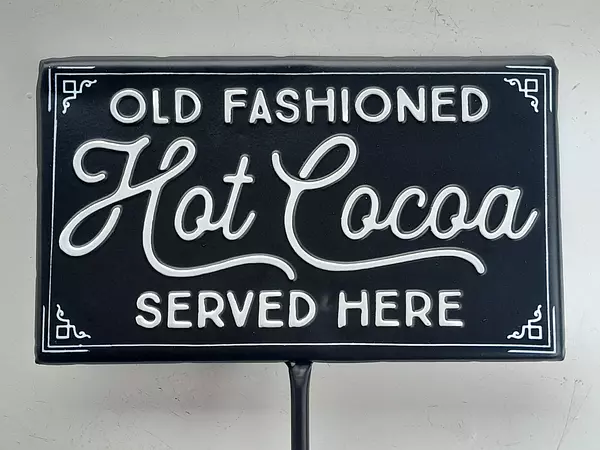 OLD FASHIONED
Hot Cocoa
SERVED HERE